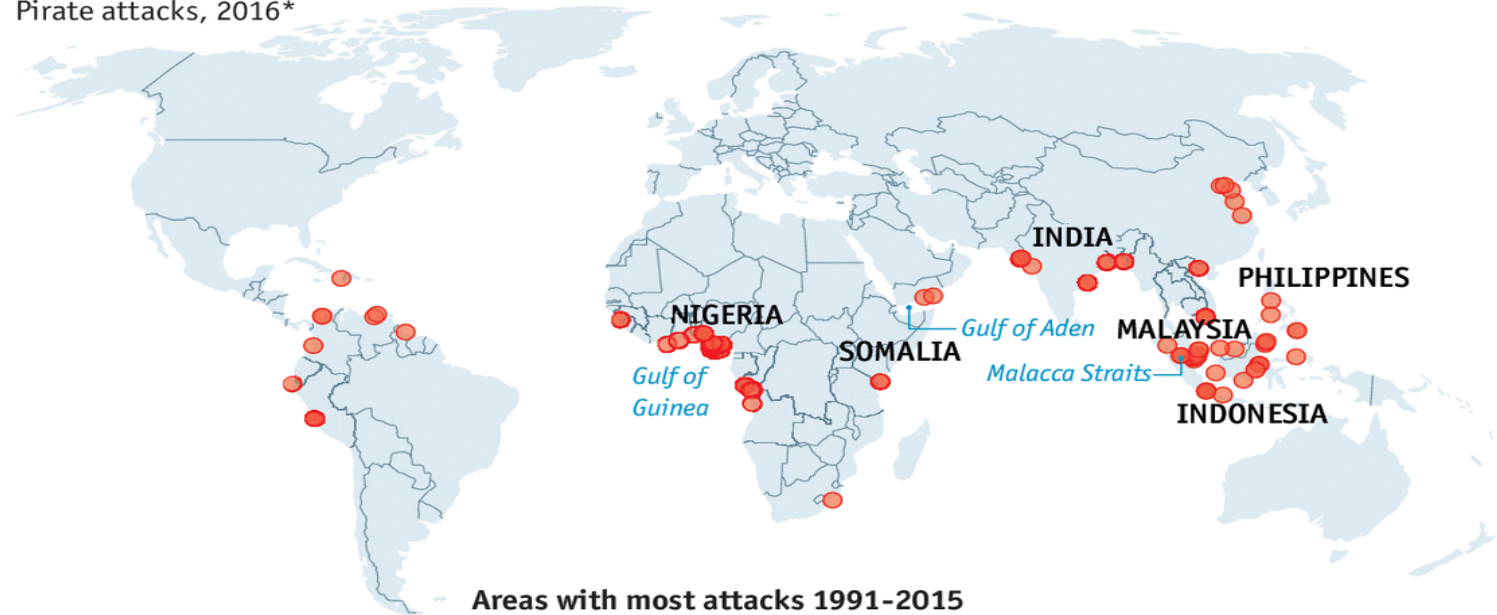 Pirate attacks, 2016*
INDIA
PHILIPPINES
NIGERIA
Gulf of Aden
MALAYSIA
SOMALIA
Malacca Straits
Gulf of
Guinea
INDONESIA
Areas with most attacks 1991-2015